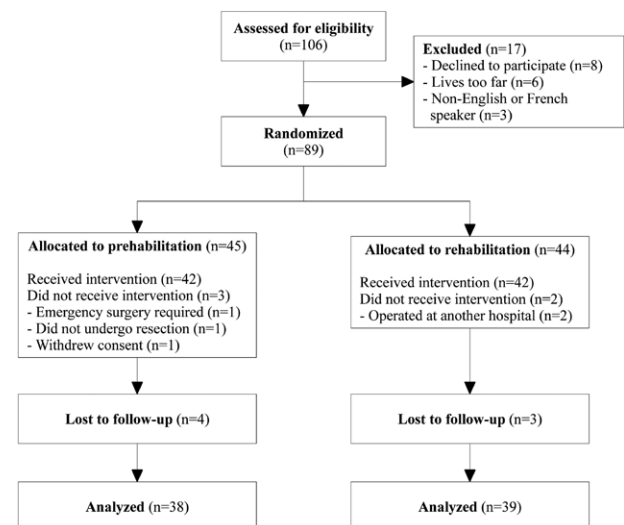 Assessed for eligibility
(n=106)
Excluded (n=17)
- Declined to participate (n=8)
- Lives too far (n=6)
- Non-English or French
speaker (n=3)
Randomized
(n=89)
Allocated to prehabilitation (n=45)
Received intervention (n=42)
Did not receive intervention (n=3)
- Emergency surgery required (n=1)
- Did not undergo resection (n=1)
- Withdrew consent (n=1)
Allocated to rehabilitation (n=44)
Received intervention (n=42)
Did not receive intervention (n=2)
- Operated at another hospital (n=2)
Lost to follow-up (n=4)
Lost to follow-up (n=3)
Analyzed (n=38)
Analyzed (n=39)